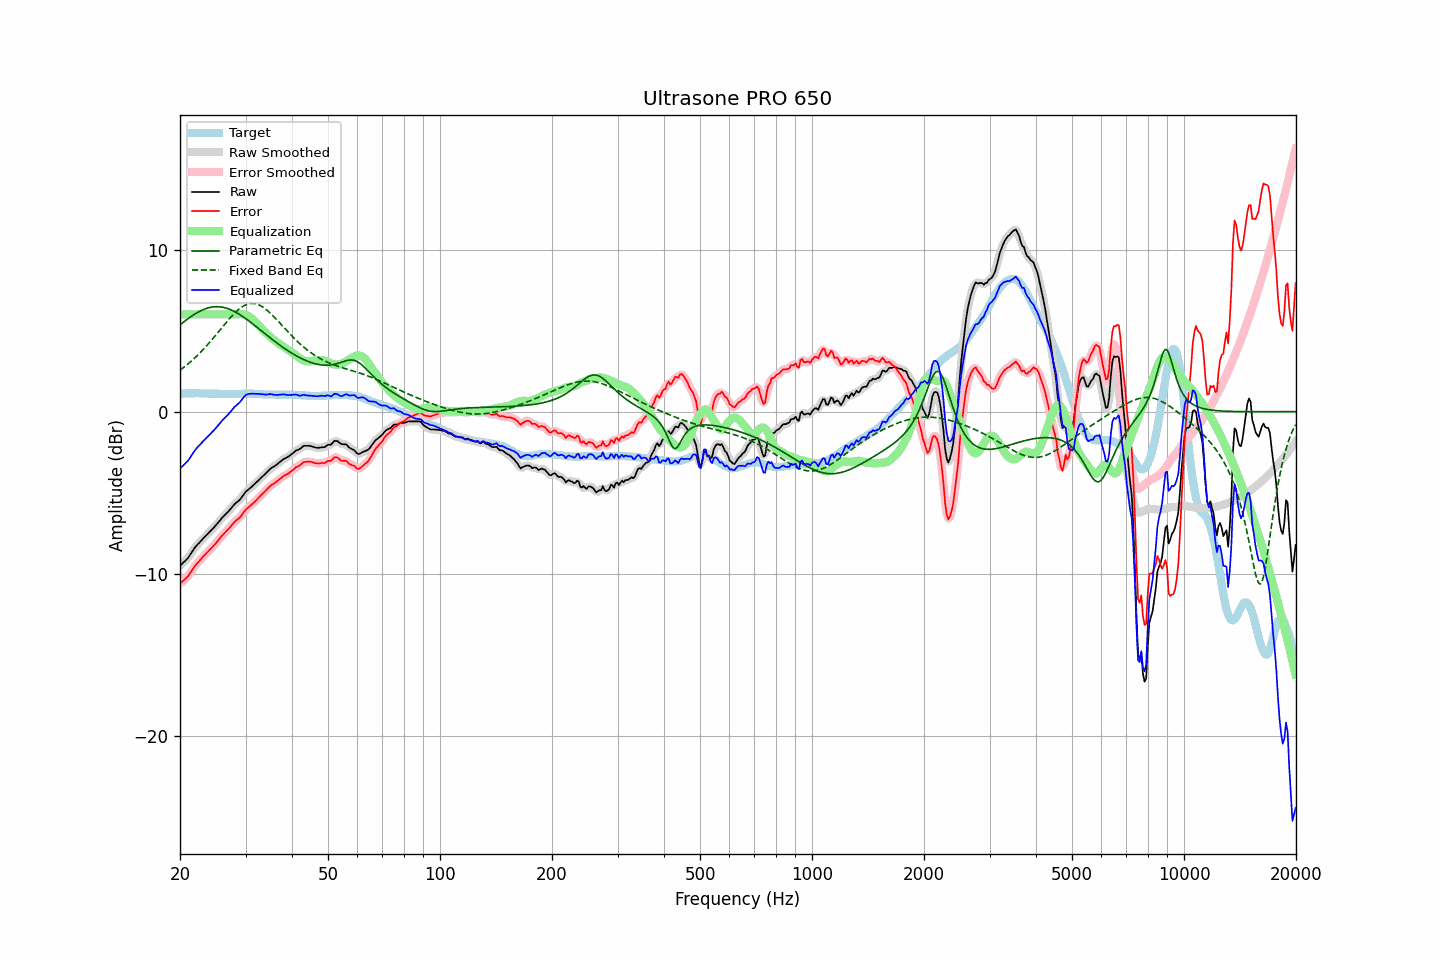 Ultrasone PRO 650
Target
Raw Smoothed
Error Smoothed
Raw
Error
Equalization
Parametric Eq
Fixed Band Eq
Equalized
Amplitude (dBr)
10
0
−10
−20
20
50
100
200
500
1000
2000
5000
10000
20000
Frequency (Hz)